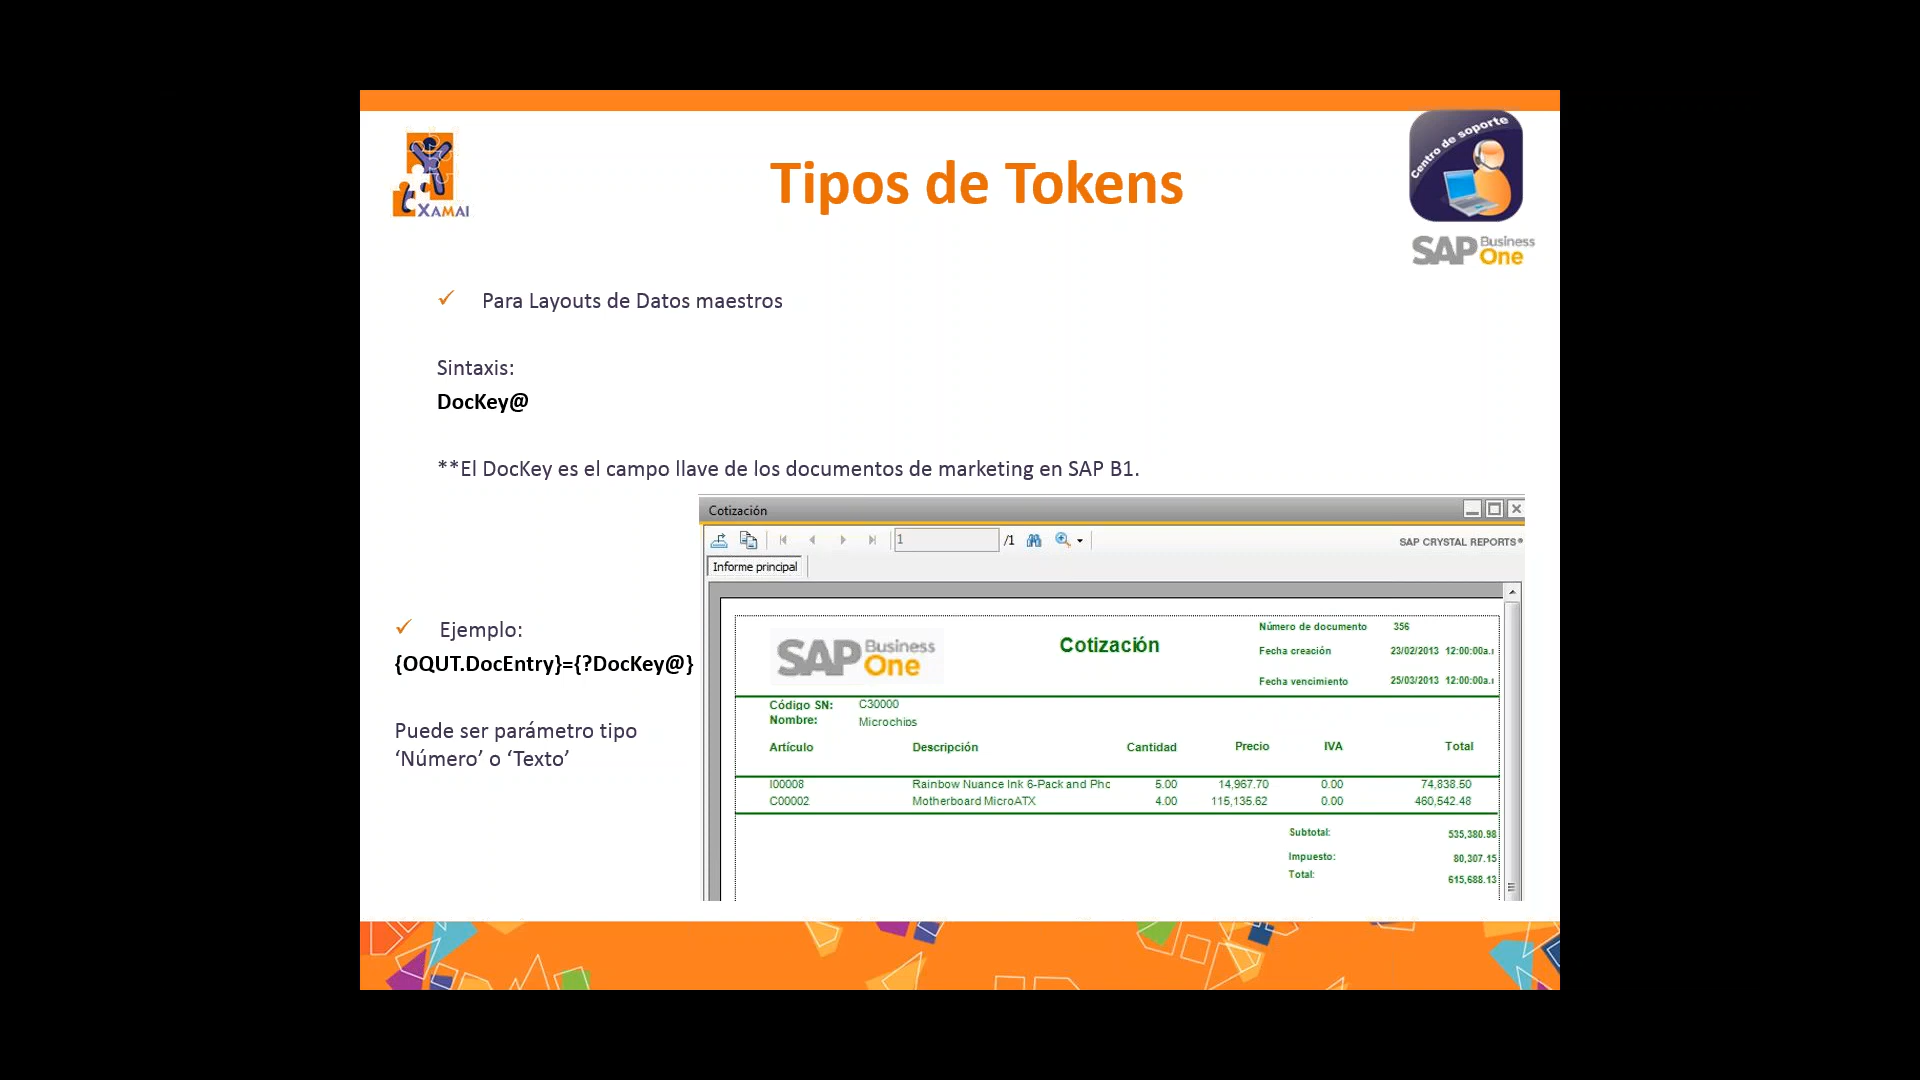 XAMAI
Tipos de Tokens
Centro de soporte
SAP Business One
✓ Para Layouts de Datos maestros
Sintaxis:
DocKey@
**El DocKey es el campo llave de los documentos de marketing en SAP B1.
✓ Ejemplo:
{OQUT.DocEntry}={?DocKey@}
Puede ser parámetro tipo
‘Número’ o ‘Texto’
Cotización
1 /1
SAP CRYSTAL REPORTS®
Informe principal
SAP Business One
Cotización
Número de documento 356
Fecha creación 23/02/2013 12:00:00a.
Fecha vencimiento 25/03/2013 12:00:00a.
Código SN: C30000
Nombre: Microchips
Artículo Descripción Cantidad Precio IVA Total
I00008 Rainbow Nuance Ink 6-Pack and Phc 5.00 14,967.70 0.00 74,838.50
C00002 Motherboard MicroATX 4.00 115,135.62 0.00 460,542.48
Subtotal: 535,380.98
Impuesto: 80,307.15
Total: 615,688.13